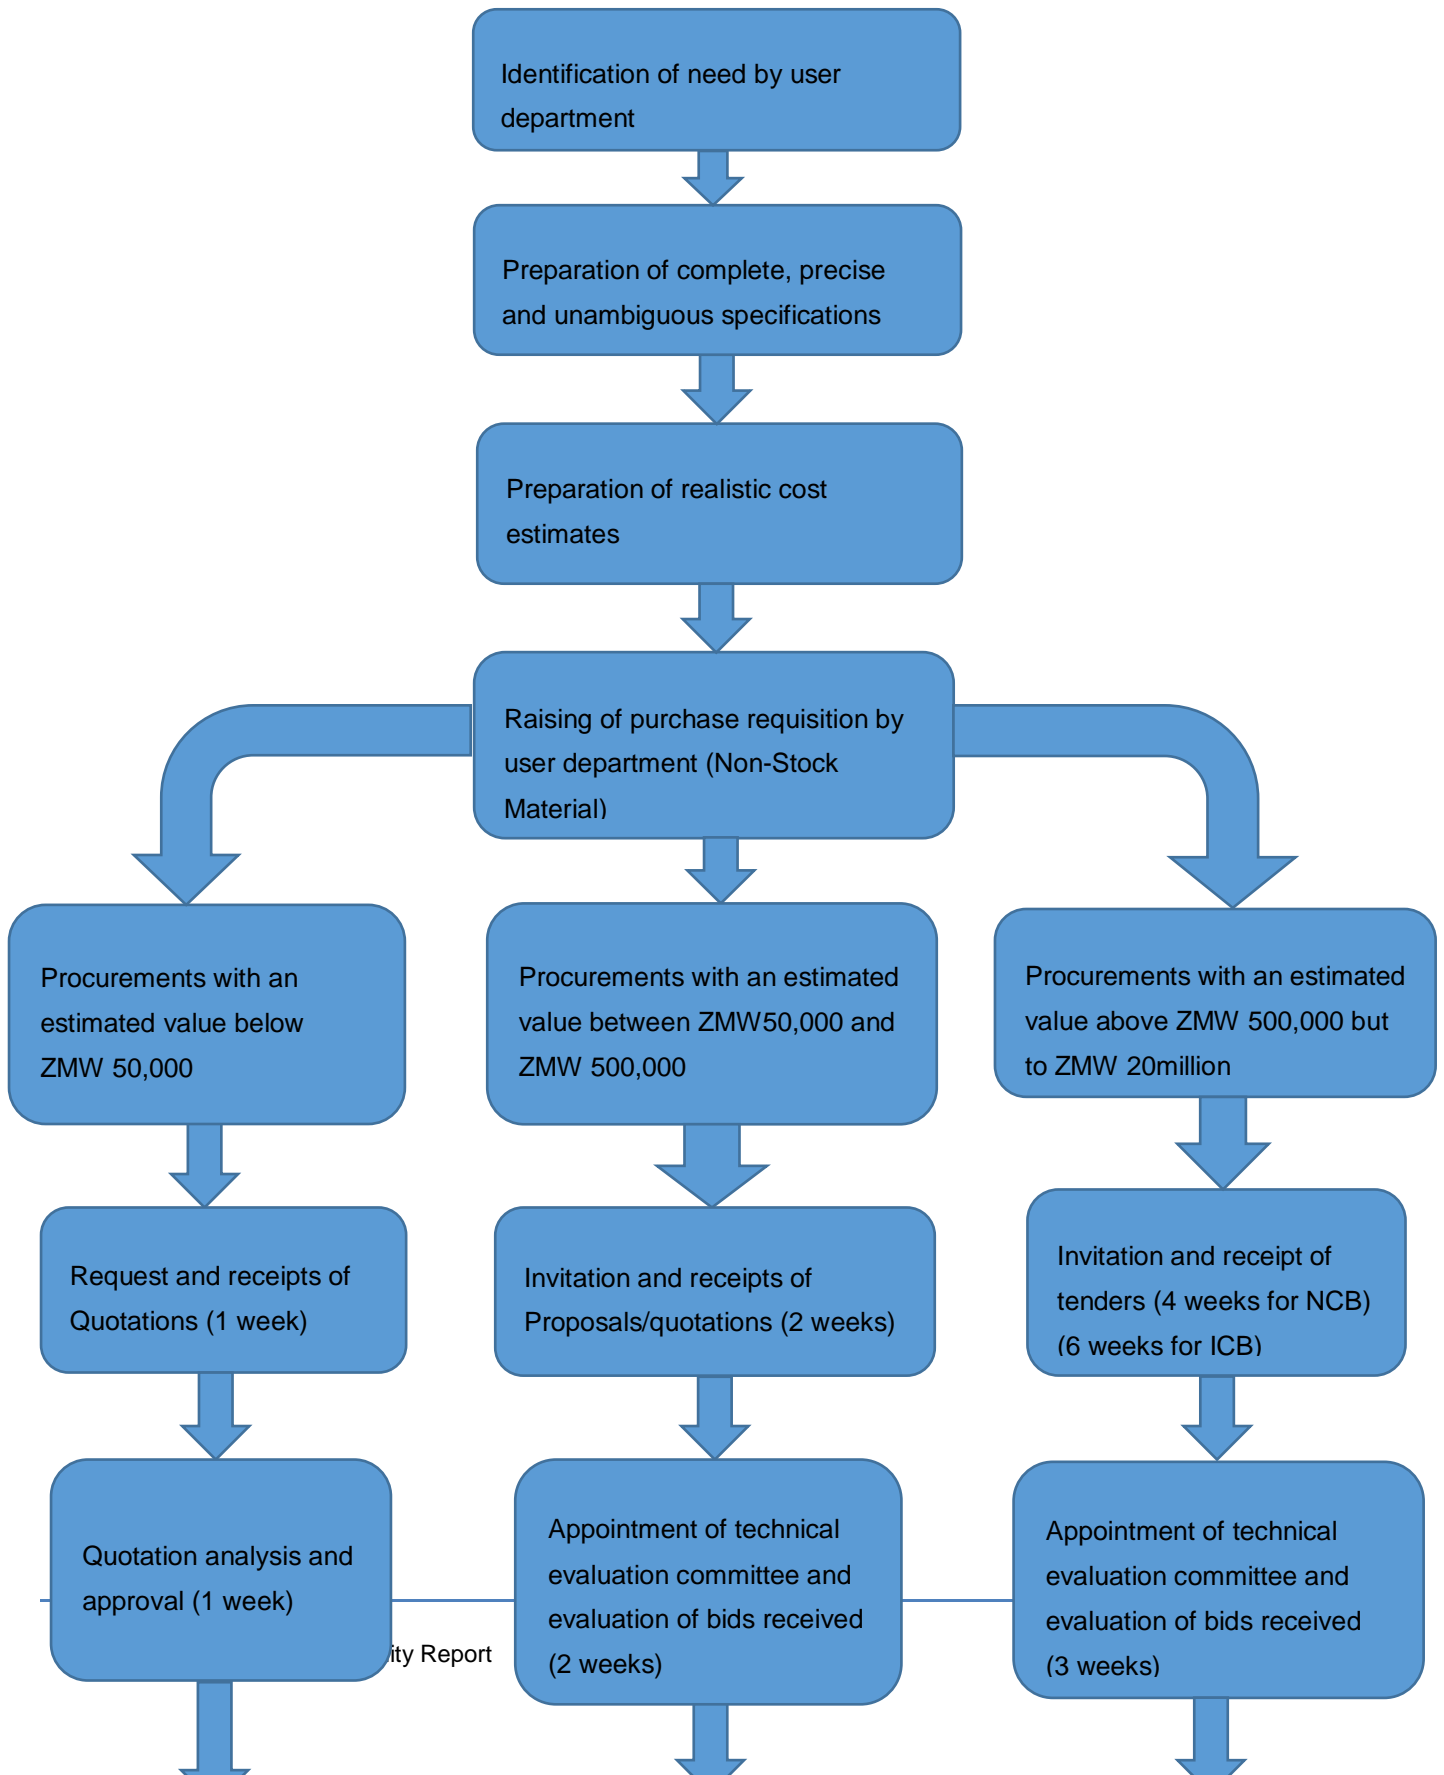 Identification of need by user
department
Preparation of complete, precise
and unambiguous specifications
Preparation of realistic cost
estimates
Raising of purchase requisition by
user department (Non-Stock
Material)
Procurements with an
estimated value below
ZMW 50,000
Procurements with an estimated
value between ZMW50,000 and
ZMW 500,000
Procurements with an estimated
value above ZMW 500,000 but
to ZMW 20million
Request and receipts of
Quotations (1 week)
Invitation and receipts of
Proposals/quotations (2 weeks)
Invitation and receipt of
tenders (4 weeks for NCB)
(6 weeks for ICB)
Quotation analysis and
approval (1 week)
Appointment of technical
evaluation committee and
evaluation of bids received
(2 weeks)
Appointment of technical
evaluation committee and
evaluation of bids received
(3 weeks)
Report